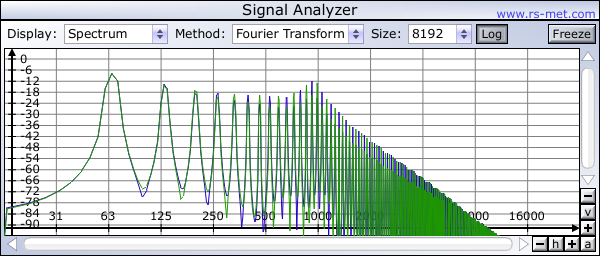 Signal Analyzer
www.rs-met.com
Display: Spectrum Method: Fourier Transform Size: 8192 Log Freeze
0
-12
-18
-24
-30
-36
-42
-48
-54
-60
-66
-72
-78
-84
-90
31 63 125 250 500 1000 16000
- v +
- h + a